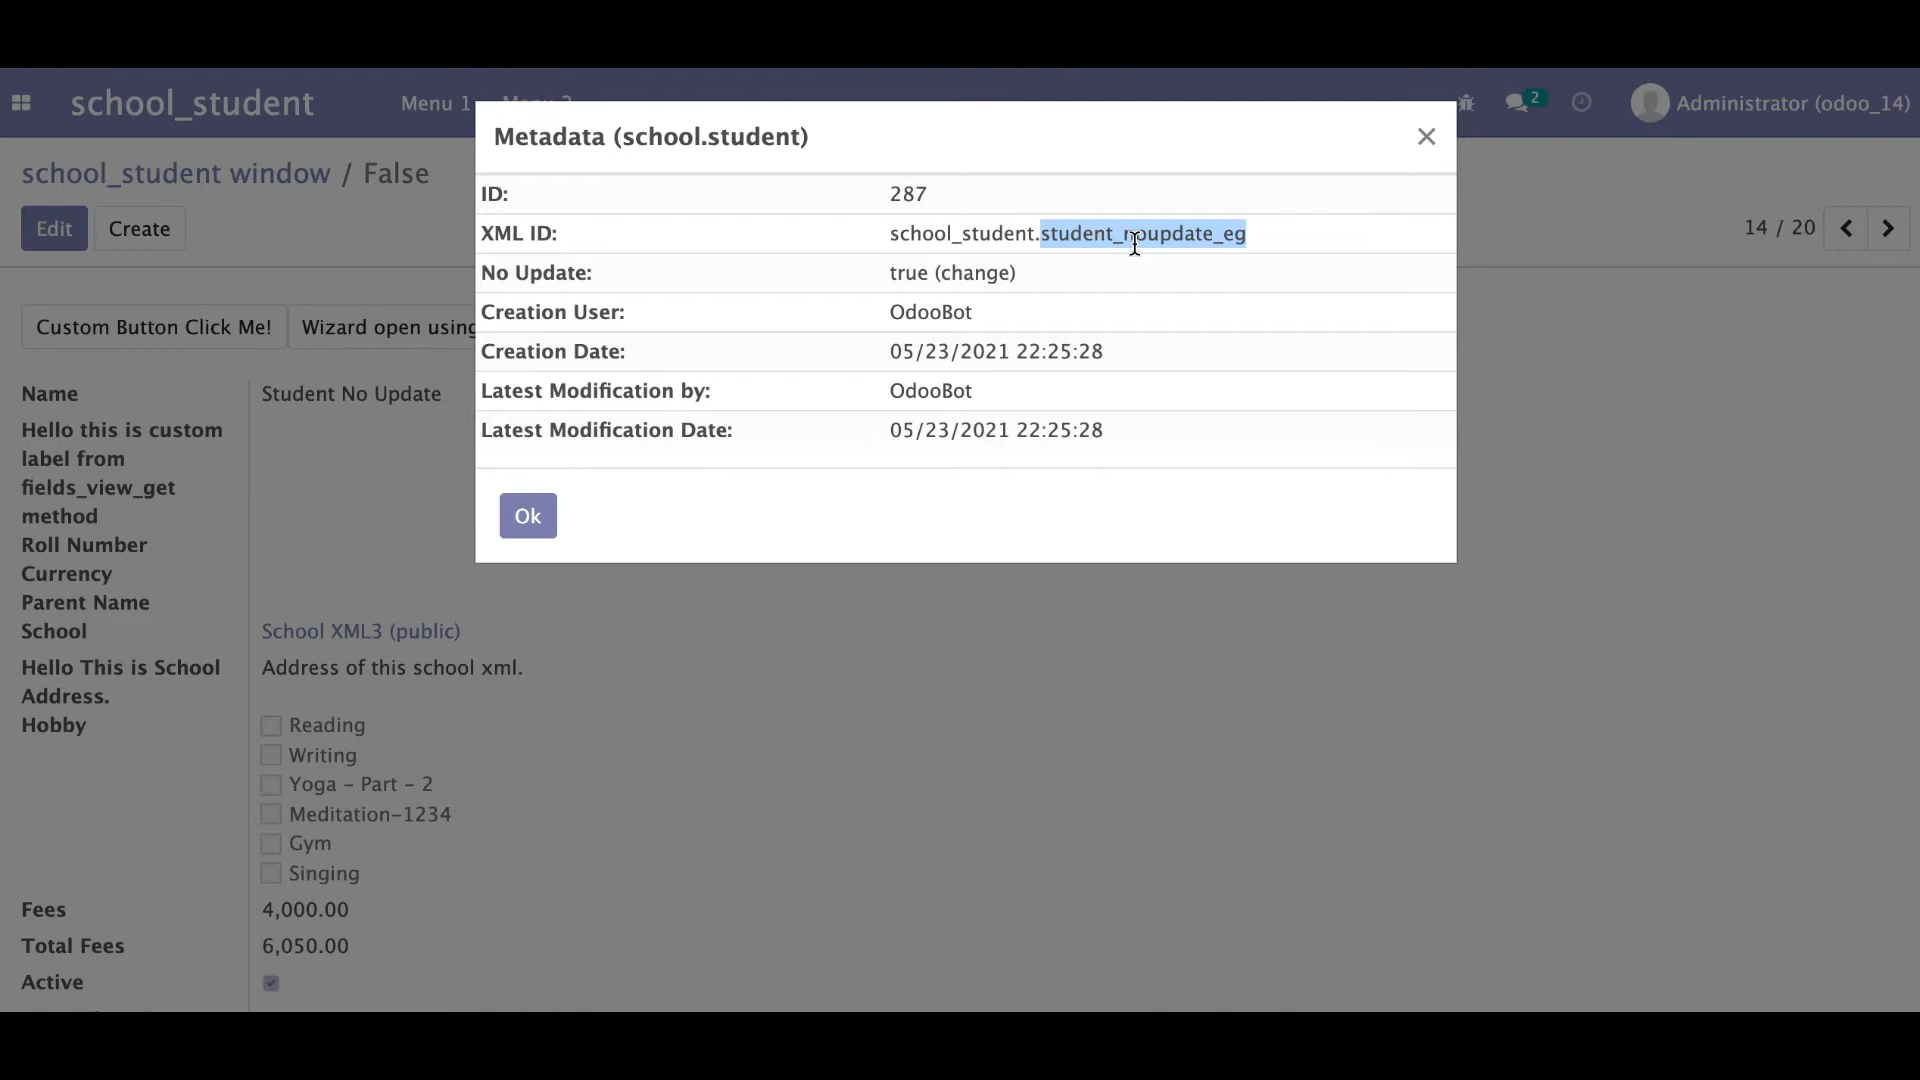 school_student
Menu 1
2
Administrator (odoo_14)
school_student window / False
Edit
Create
14 / 20
Custom Button Click Me!
Wizard open using
Metadata (school.student)
ID: 287
XML ID: school_student.student_noupdate_eg
No Update: true (change)
Creation User: OdooBot
Creation Date: 05/23/2021 22:25:28
Latest Modification by: OdooBot
Latest Modification Date: 05/23/2021 22:25:28
Ok
Name Student No Update
Hello this is custom
label from
fields_view_get
method
Roll Number
Currency
Parent Name
School School XML3 (public)
Hello This is School Address of this school xml.
Address.
Hobby Reading
Writing
Yoga - Part - 2
Meditation-1234
Gym
Singing
Fees 4,000.00
Total Fees 6,050.00
Active